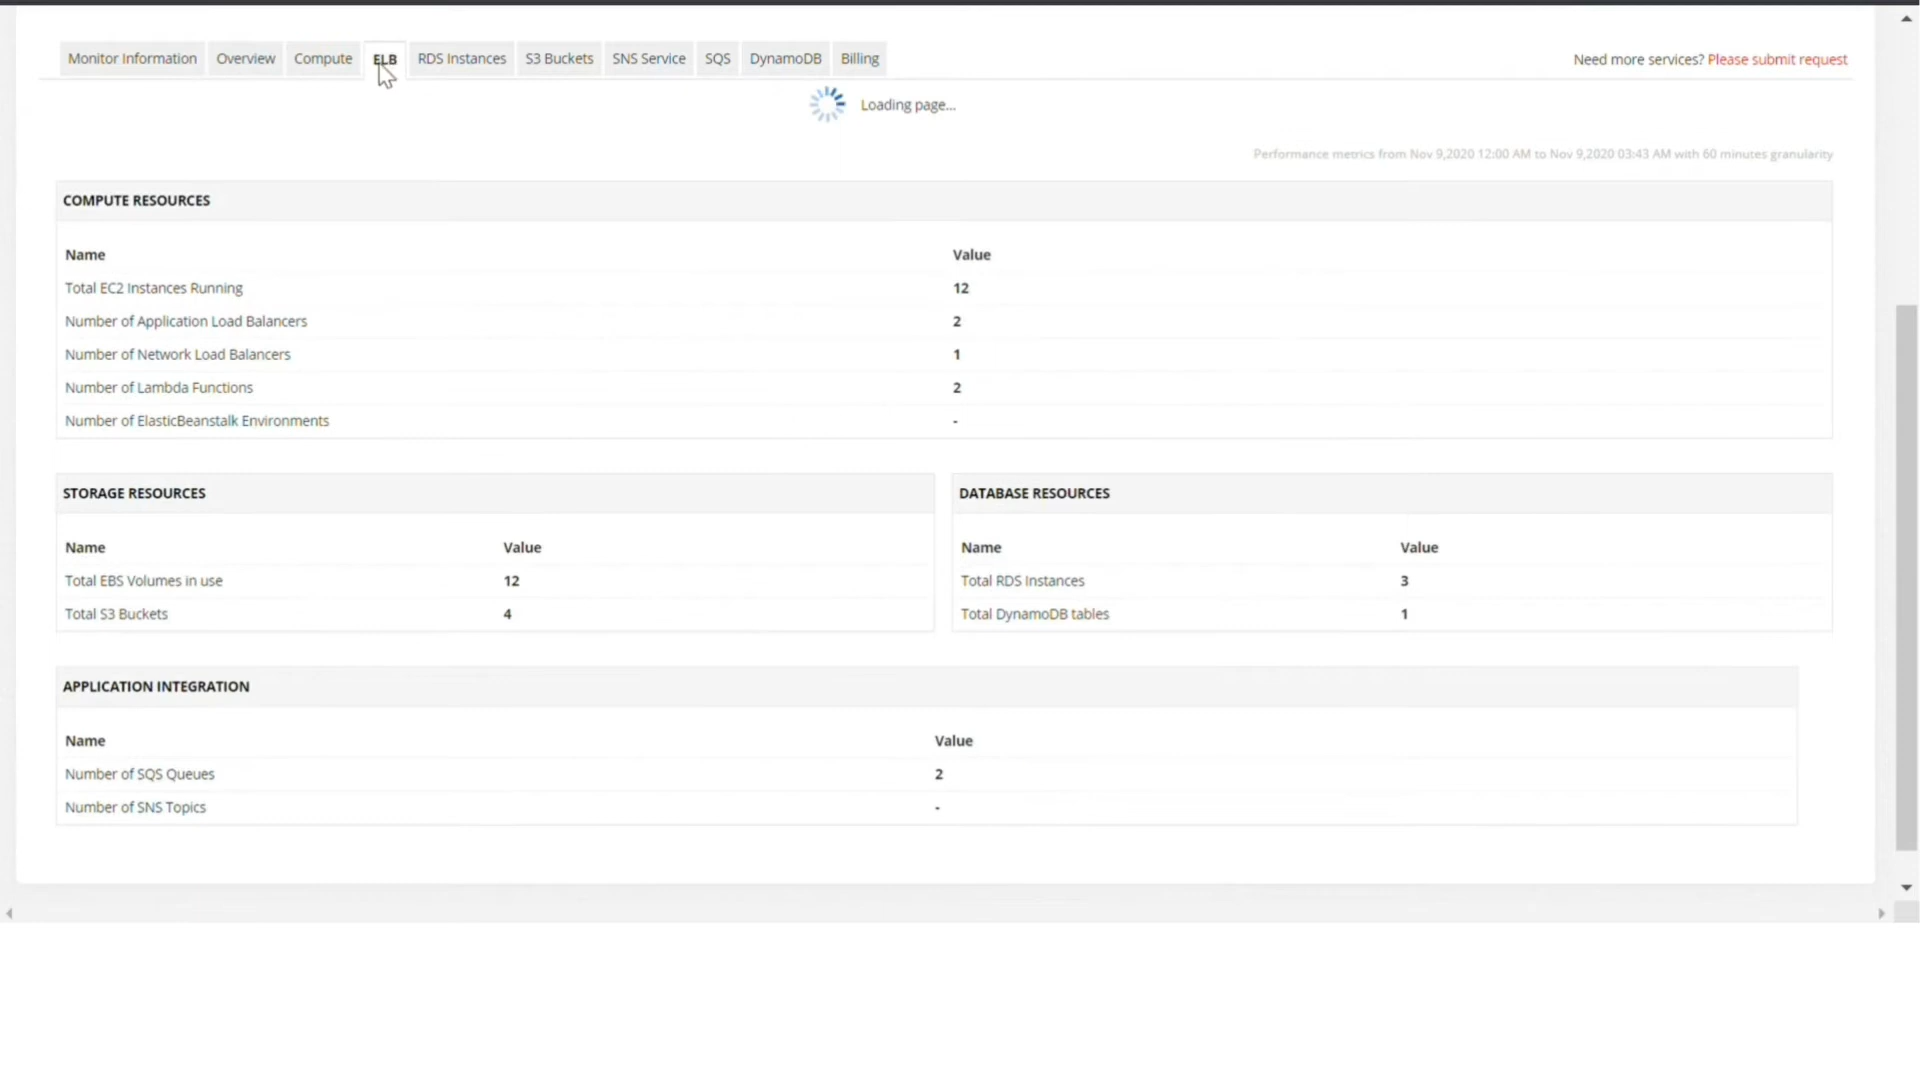 Monitor Information Overview Compute ELB RDS Instances S3 Buckets SNS Service SQS DynamoDB Billing Need more services? Please submit request
Loading page...
Performance metrics from Nov 9,2020 12:00 AM to Nov 9,2020 03:43 AM with 60 minutes granularity
COMPUTE RESOURCES
Name Value
Total EC2 Instances Running 12
Number of Application Load Balancers 2
Number of Network Load Balancers 1
Number of Lambda Functions 2
Number of ElasticBeanstalk Environments -
STORAGE RESOURCES
Name Value
Total EBS Volumes in use 12
Total S3 Buckets 4
DATABASE RESOURCES
Name Value
Total RDS Instances 3
Total DynamoDB tables 1
APPLICATION INTEGRATION
Name Value
Number of SQS Queues 2
Number of SNS Topics -